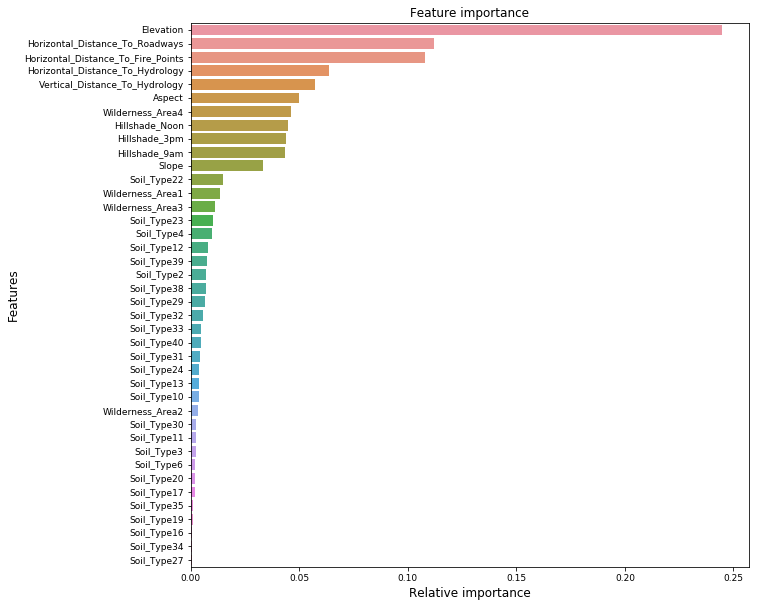 Feature importance
Elevation
Horizontal_Distance_To_Roadways
Horizontal_Distance_To_Fire_Points
Horizontal_Distance_To_Hydrology
Vertical_Distance_To_Hydrology
Aspect
Wilderness_Area4
Hillshade_Noon
Hillshade_3pm
Hillshade_9am
Slope
Soil_Type22
Wilderness_Area1
Wilderness_Area3
Soil_Type23
Soil_Type4
Soil_Type12
Soil_Type39
Soil_Type2
Soil_Type38
Soil_Type29
Soil_Type32
Soil_Type33
Soil_Type40
Soil_Type31
Soil_Type24
Soil_Type13
Soil_Type10
Wilderness_Area2
Soil_Type30
Soil_Type11
Soil_Type3
Soil_Type6
Soil_Type20
Soil_Type17
Soil_Type35
Soil_Type19
Soil_Type16
Soil_Type34
Soil_Type27
Features
0.00 0.05 0.10 0.15 0.20 0.25
Relative importance